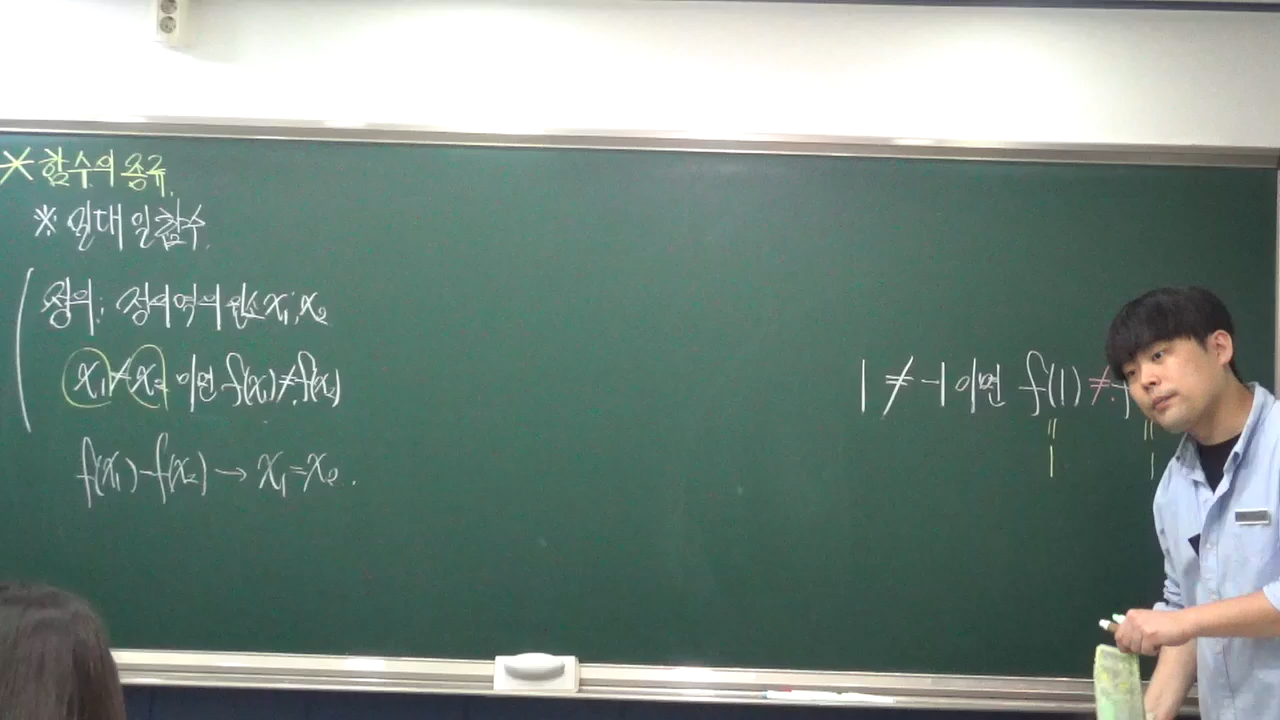 * 함수의 종류.
※ 일대일함수.
정의: 정의역의 원소 x₁, x₂
x₁≠x₂ 이면 f(x₁)≠f(x₂)
f(x₁)=f(x₂) → x₁=x₂.
1 ≠ -1 이면 f(1) ≠ f
" "
1 1